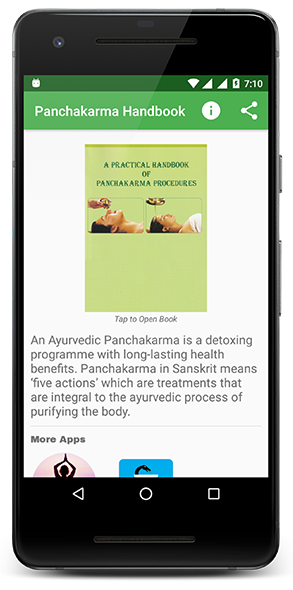 7:10
Panchakarma Handbook
A PRACTICAL HANDBOOK
OF
PANCHAKARMA PROCEDURES
Tap to Open Book
An Ayurvedic Panchakarma is a detoxing
programme with long-lasting health
benefits. Panchakarma in Sanskrit means
‘five actions’ which are treatments that
are integral to the ayurvedic process of
purifying the body.
More Apps